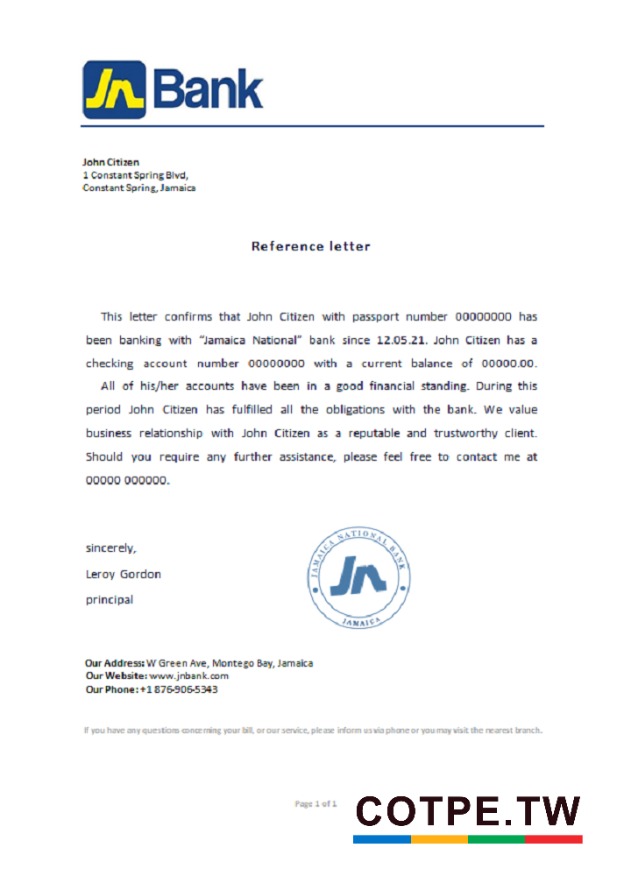 Jn Bank
John Citizen
1 Constant Spring Blvd,
Constant Spring, Jamaica
Reference letter
This letter confirms that John Citizen with passport number 00000000 has
been banking with “Jamaica National” bank since 12.05.21. John Citizen has a
checking account number 00000000 with a current balance of 00000.00.
All of his/her accounts have been in a good financial standing. During this
period John Citizen has fulfilled all the obligations with the bank. We value
business relationship with John Citizen as a reputable and trustworthy client.
Should you require any further assistance, please feel free to contact me at
00000 000000.
sincerely,
Leroy Gordon
principal
JAMAICA NATIONAL BANK
Jn
JAMAICA
Our Address: W Green Ave, Montego Bay, Jamaica
Our Website: www.jnbank.com
Our Phone: +1 876-906-5343
If you have any questions concerning your bill, or our service, please inform us via phone or you may visit the nearest branch.
Page 1 of 1
COTPE.TW